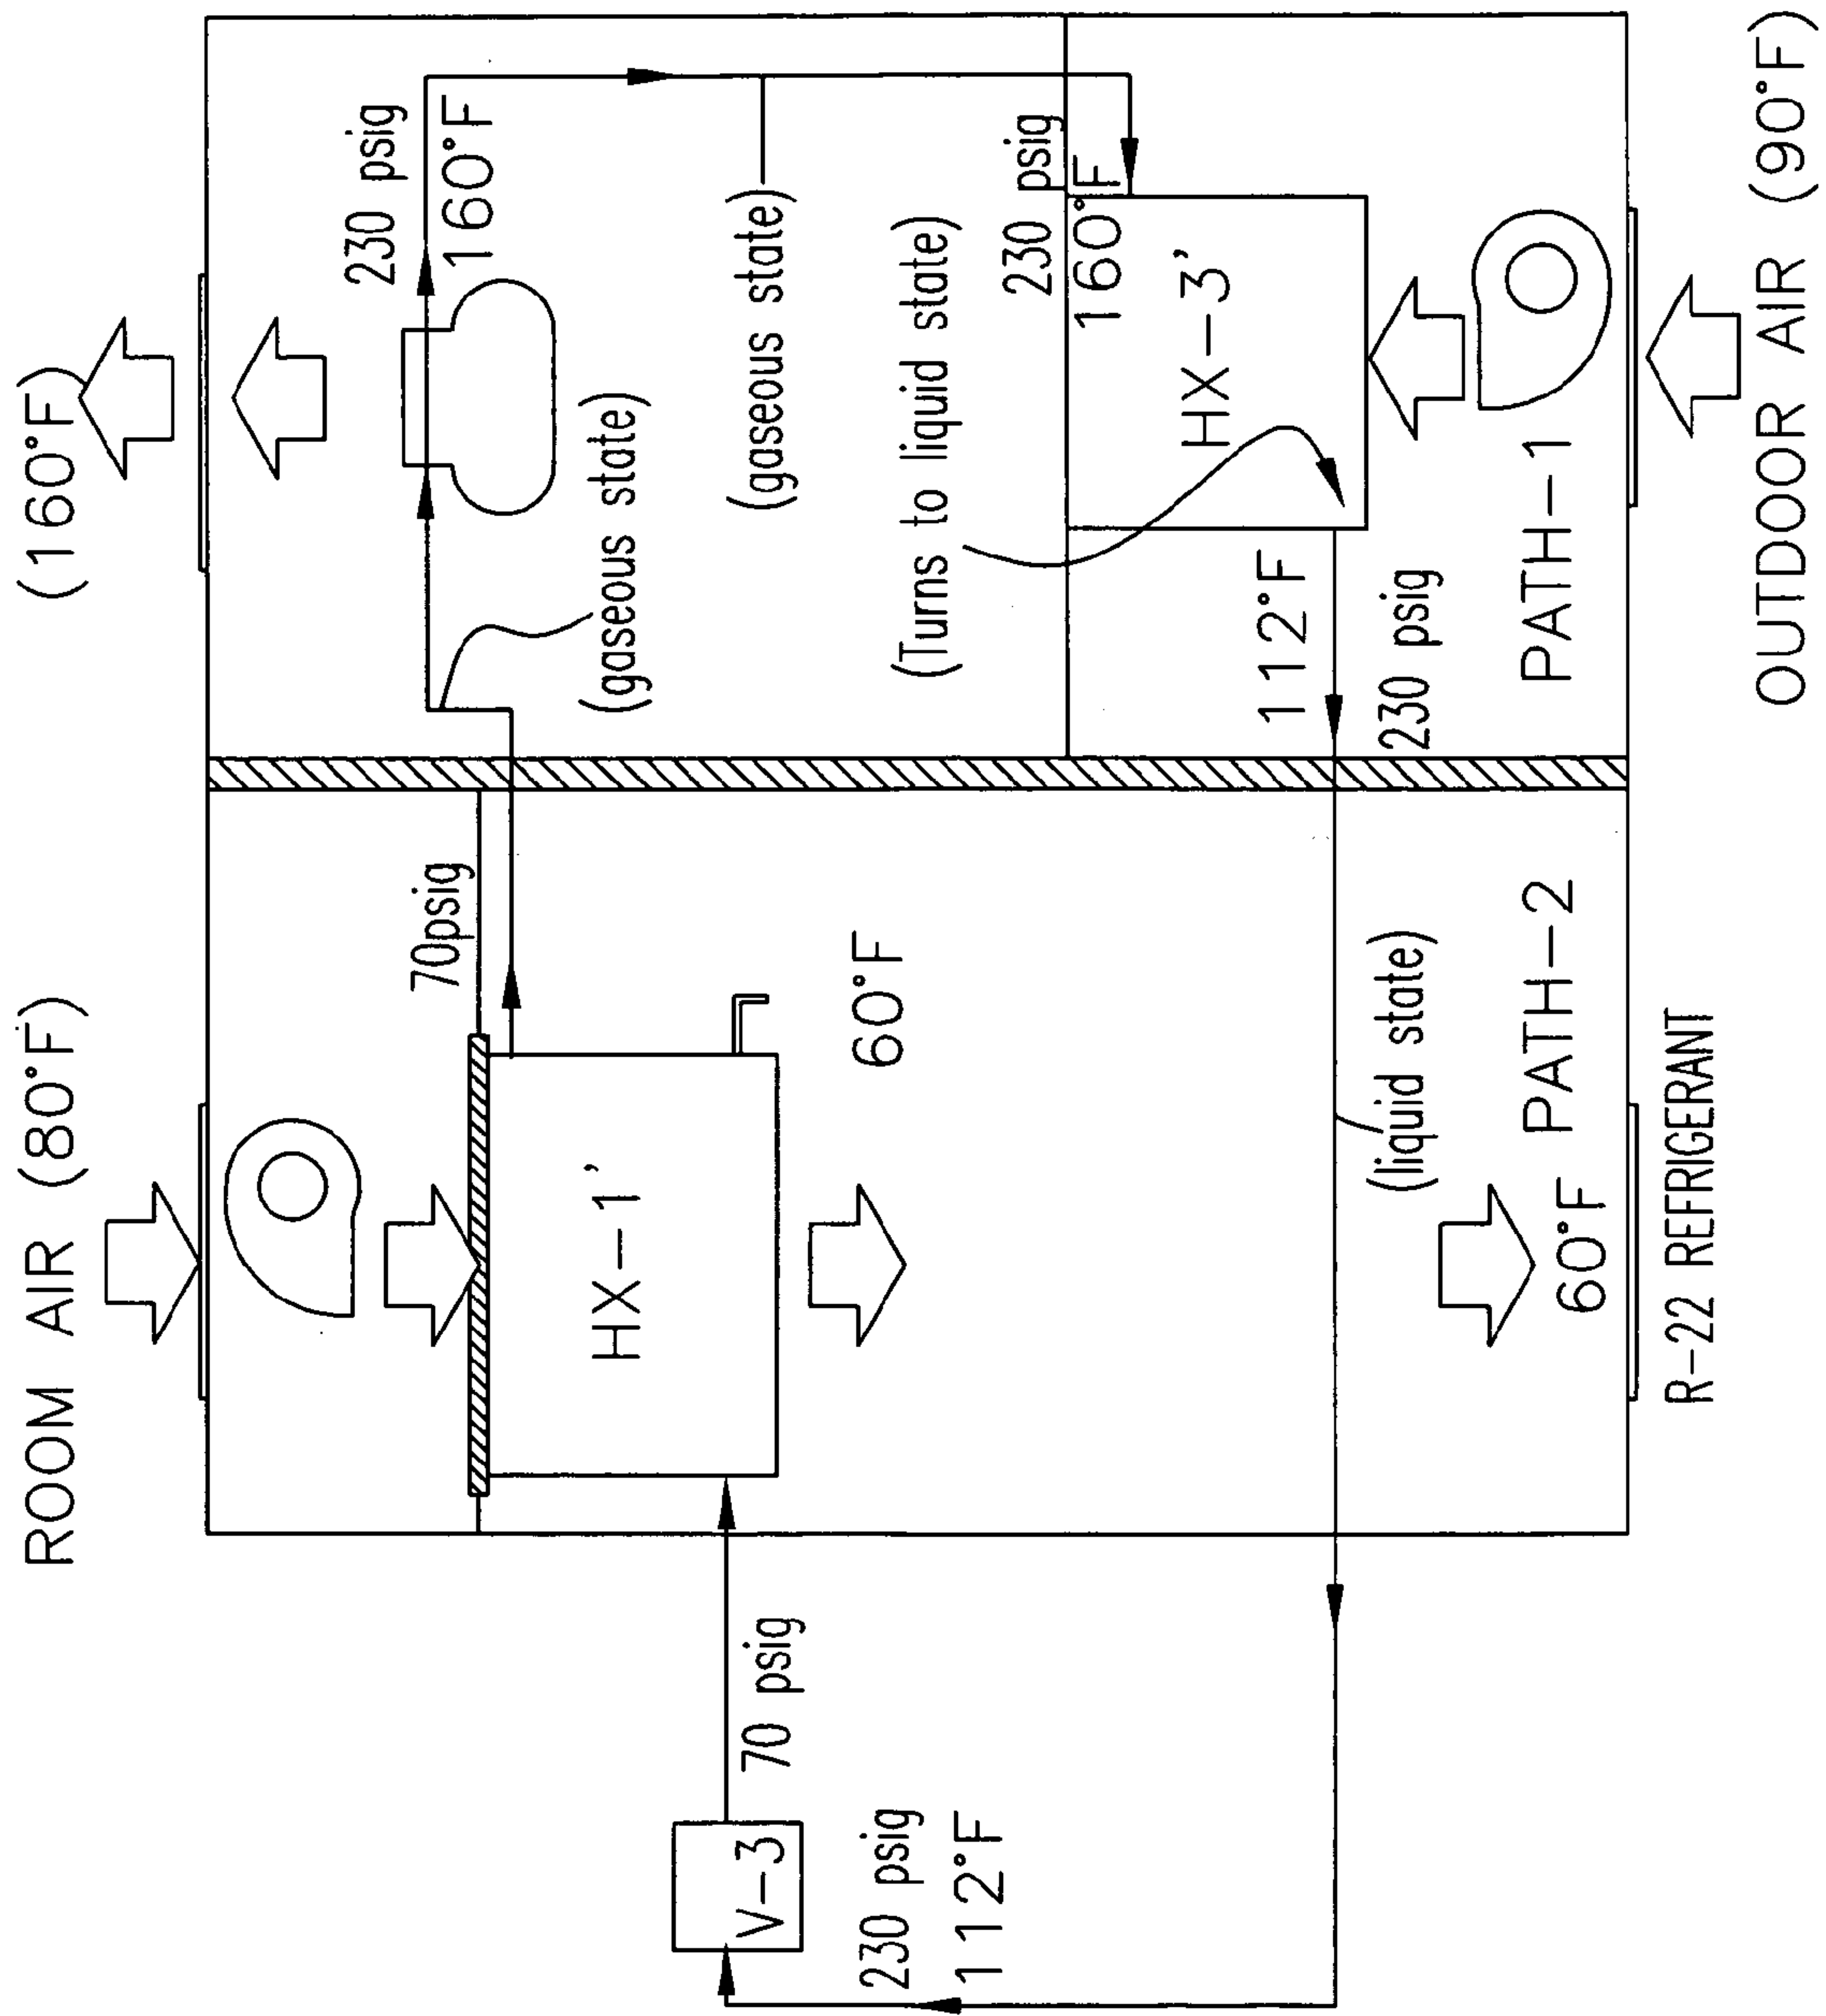 ROOM AIR (80°F)
(160°F)
230 psig
160°F
70psig
HX-1'
(gaseous state)
V-3
70 psig
(gaseous state)
230 psig
112°F
60°F
(Turns to liquid state)
230 psig
160°F
HX-3'
112°F
230 psig
(liquid state)
PATH-2
PATH-1
60°F
R-22 REFRIGERANT
OUTDOOR AIR (90°F)